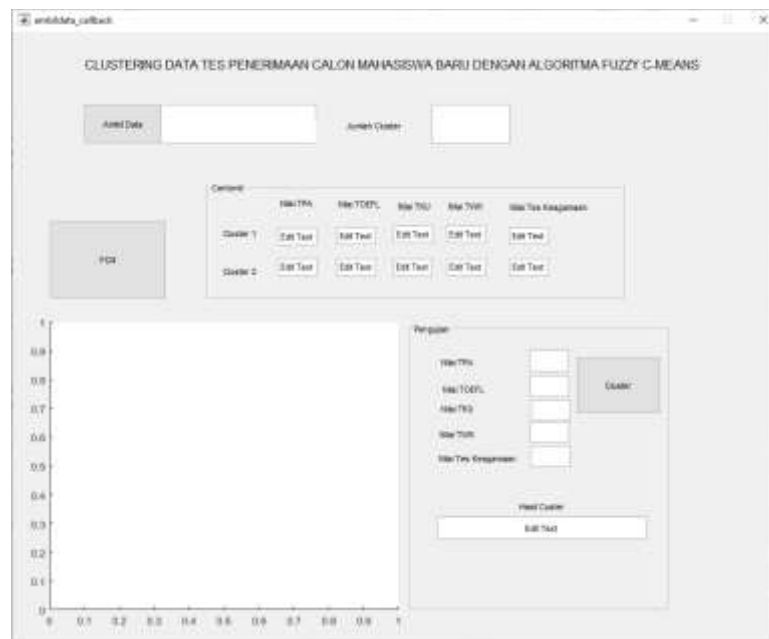 ambildata_callback
CLUSTERING DATA TES PENERIMAAN CALON MAHASISWA BARU DENGAN ALGORITMA FUZZY C-MEANS
Ambil Data
Jumlah Cluster
Centroid
Nilai TPA Nilai TOEFL Nilai TKU Nilai TWK Nilai Tes Keagamaan
Cluster 1 Edit Text Edit Text Edit Text Edit Text Edit Text
Cluster 2 Edit Text Edit Text Edit Text Edit Text Edit Text
FCM
Pengujian
Nilai TPA
Nilai TOEFL
Nilai
Nilai TWK
Nilai Tes Keagamaan
Cluster
Hasil Cluster
Edit Text
1
0.9
0.8
0.7
0.6
0.5
0.4
0.3
0.2
0.1
0
0 0.1 0.2 0.3 0.4 0.5 0.6 0.7 0.8 0.9 1